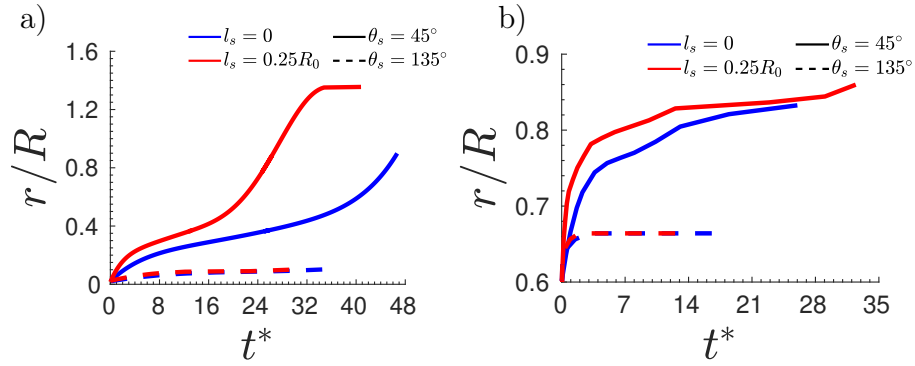 a)
l_s = 0
θ_s = 45°
l_s = 0.25R_0
θ_s = 135°
1.6
1.2
0.8
0.4
0
r/R
0 8 16 24 32 40 48
t*
b)
l_s = 0
θ_s = 45°
l_s = 0.25R_0
θ_s = 135°
0.9
0.8
0.7
0.6
r/R
0 7 14 28 35
t*